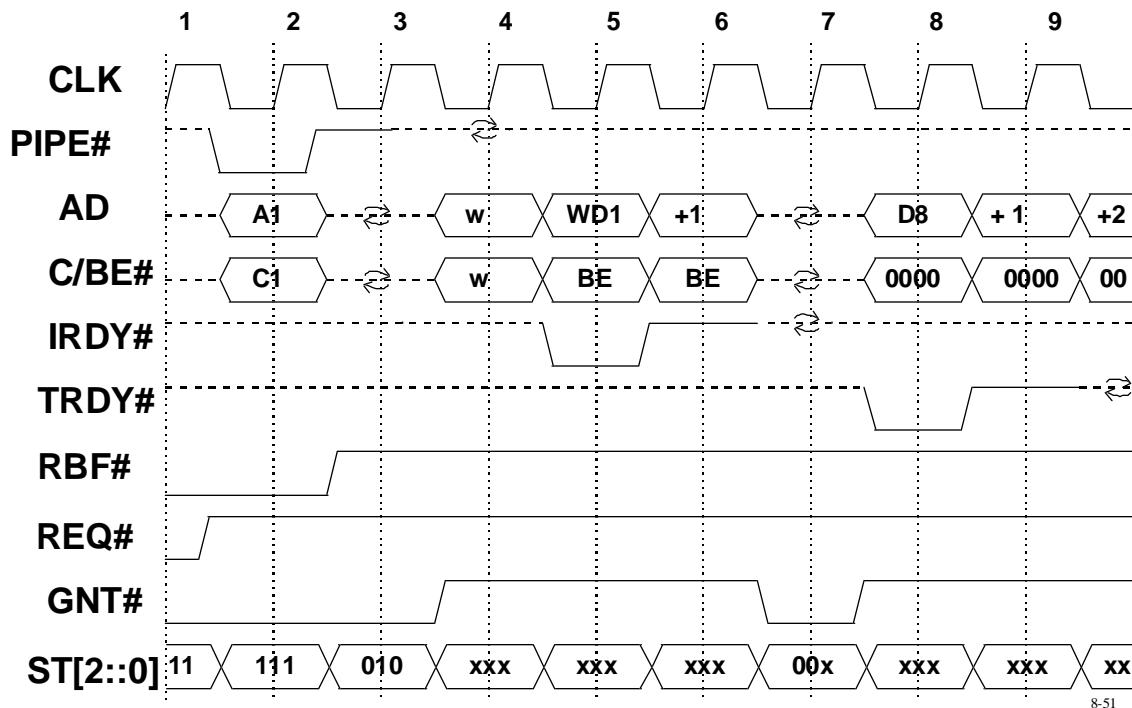 1 2 3 4 5 6 7 8 9
CLK
PIPE#
AD A1 w WD1 +1 D8 + 1 +2
C/BE# C1 w BE BE 0000 0000 00
IRDY#
TRDY#
RBF#
REQ#
GNT#
ST[2::0] 11 111 010 xxx xxx xxx 00x xxx xxx xx
8-51